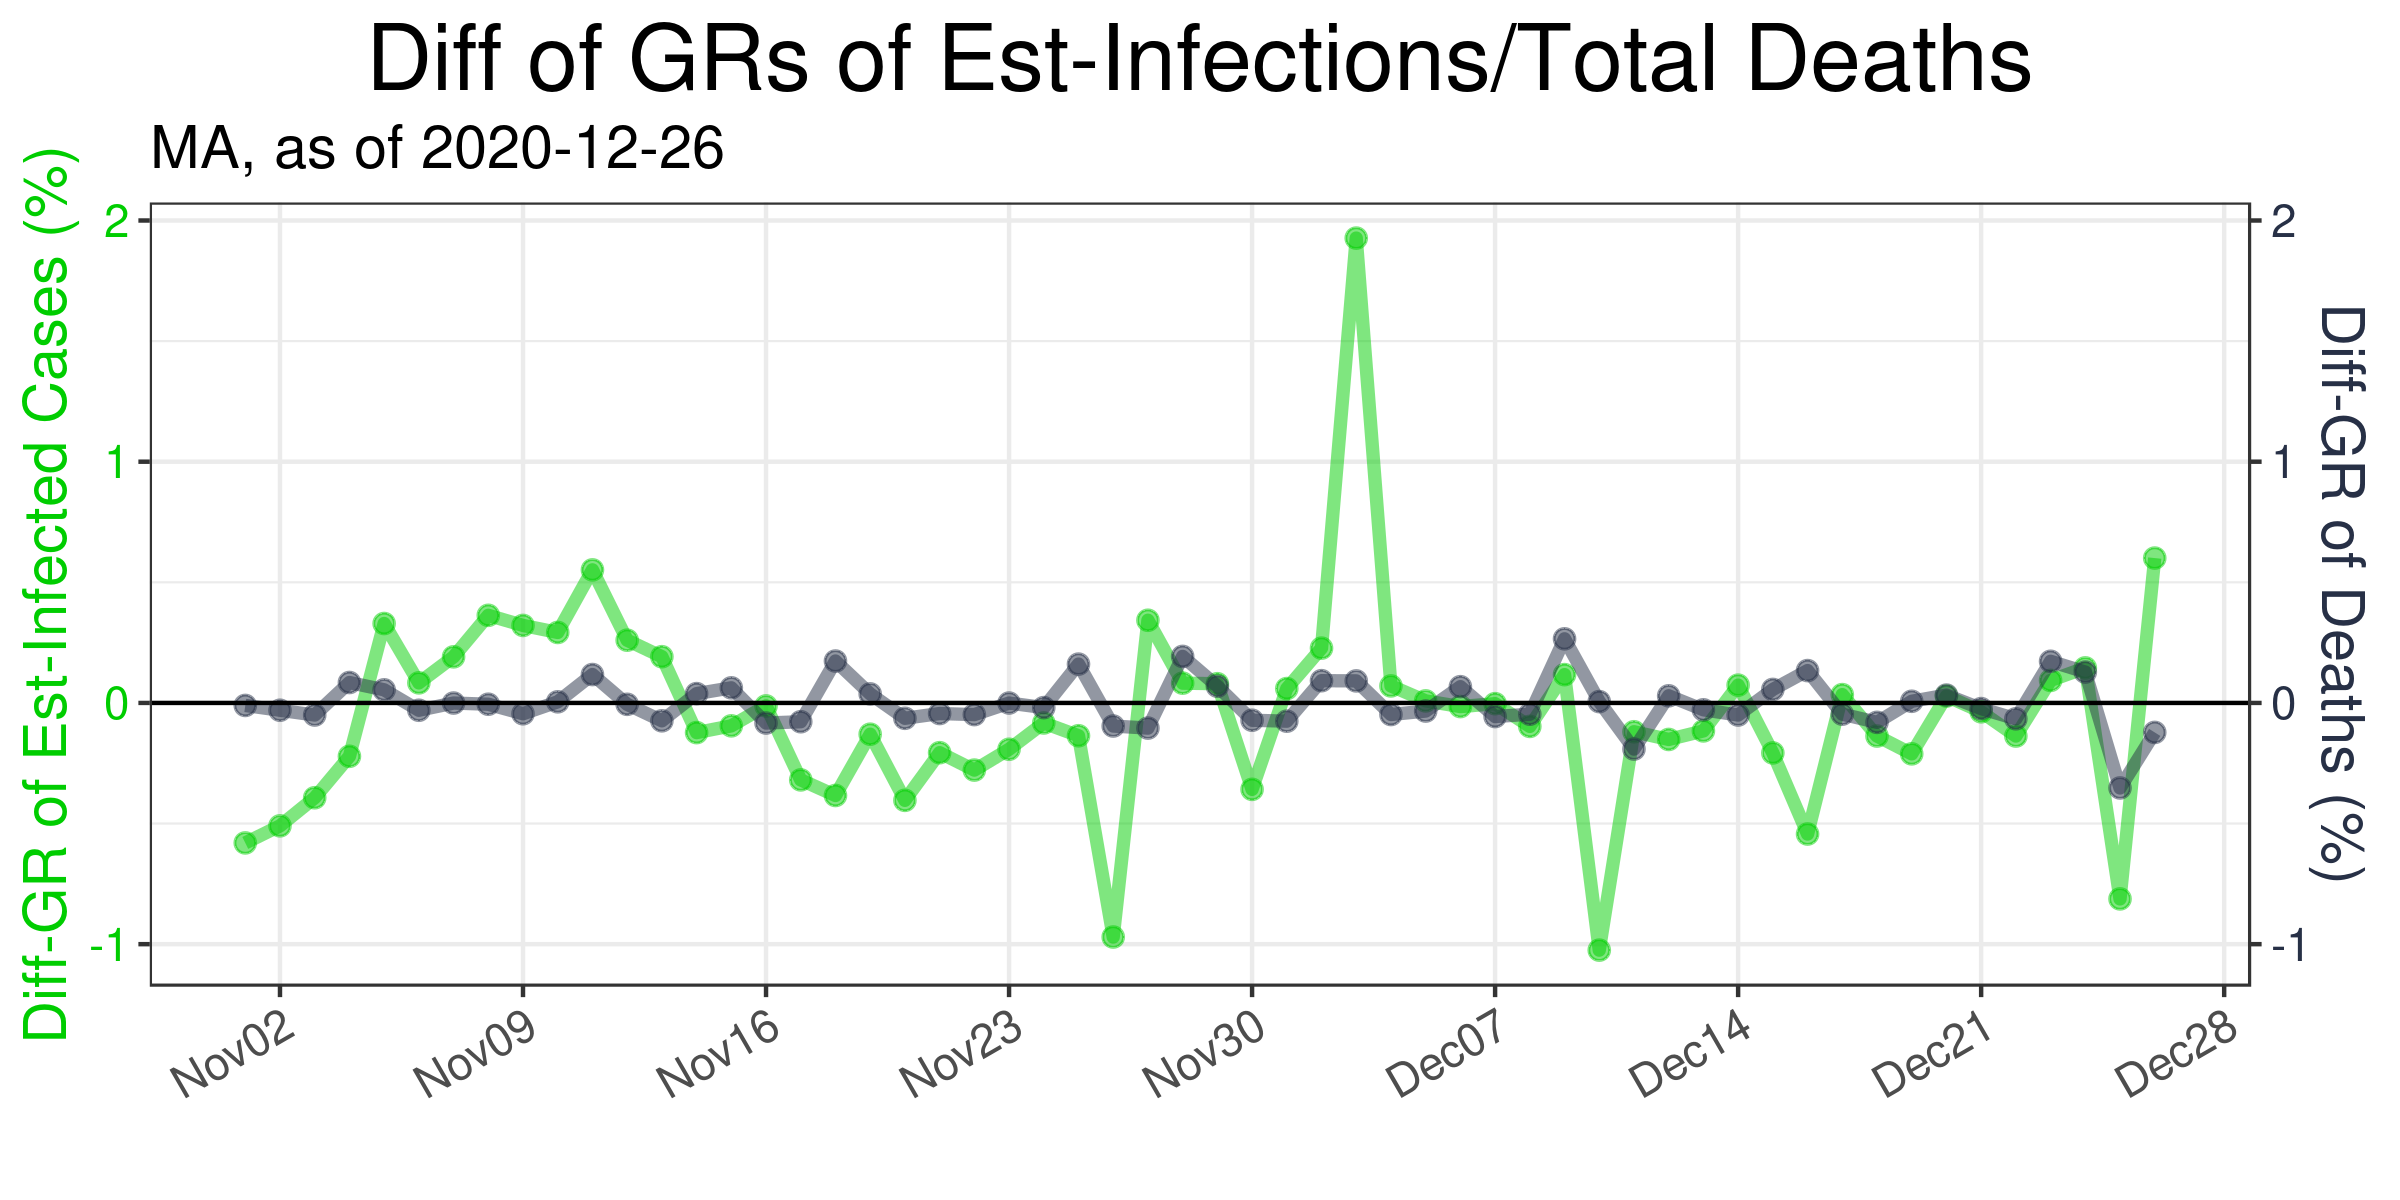 Diff of GRs of Est-Infections/Total Deaths
MA, as of 2020-12-26
Diff-GR of Est-Infected Cases (%)
2
1
0
-1
2
1
0
-1
Diff-GR of Deaths (%)
Nov02
Nov09
Nov16
Nov23
Nov30
Dec07
Dec14
Dec21
Dec28